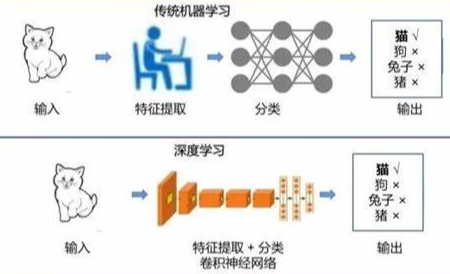 传统机器学习
猫 √
狗 ×
兔子 ×
猪 ×
输入
特征提取
分类
输出
深度学习
猫 √
狗 ×
兔子 ×
猪 ×
输入
特征提取 + 分类
卷积神经网络
输出